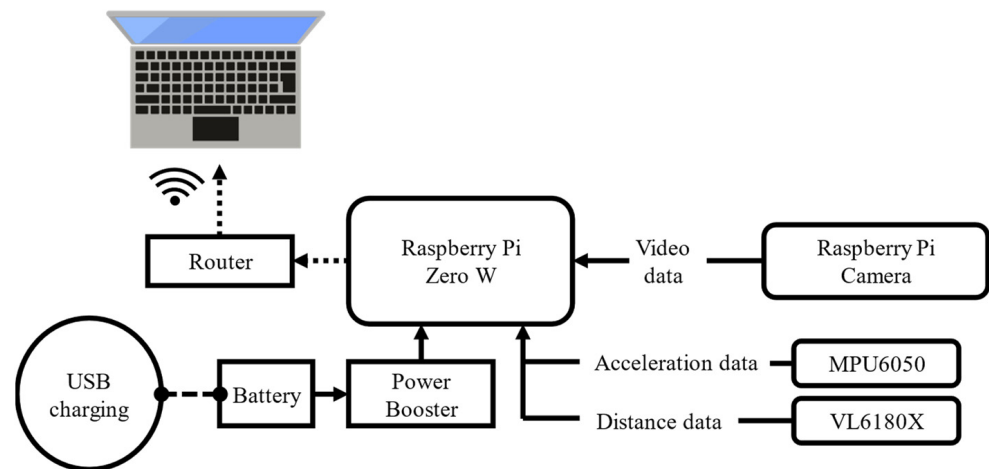 Router
Raspberry Pi
Zero W
Video
data
Raspberry Pi
Camera
USB
charging
Battery
Power
Booster
Acceleration data
MPU6050
Distance data
VL6180X